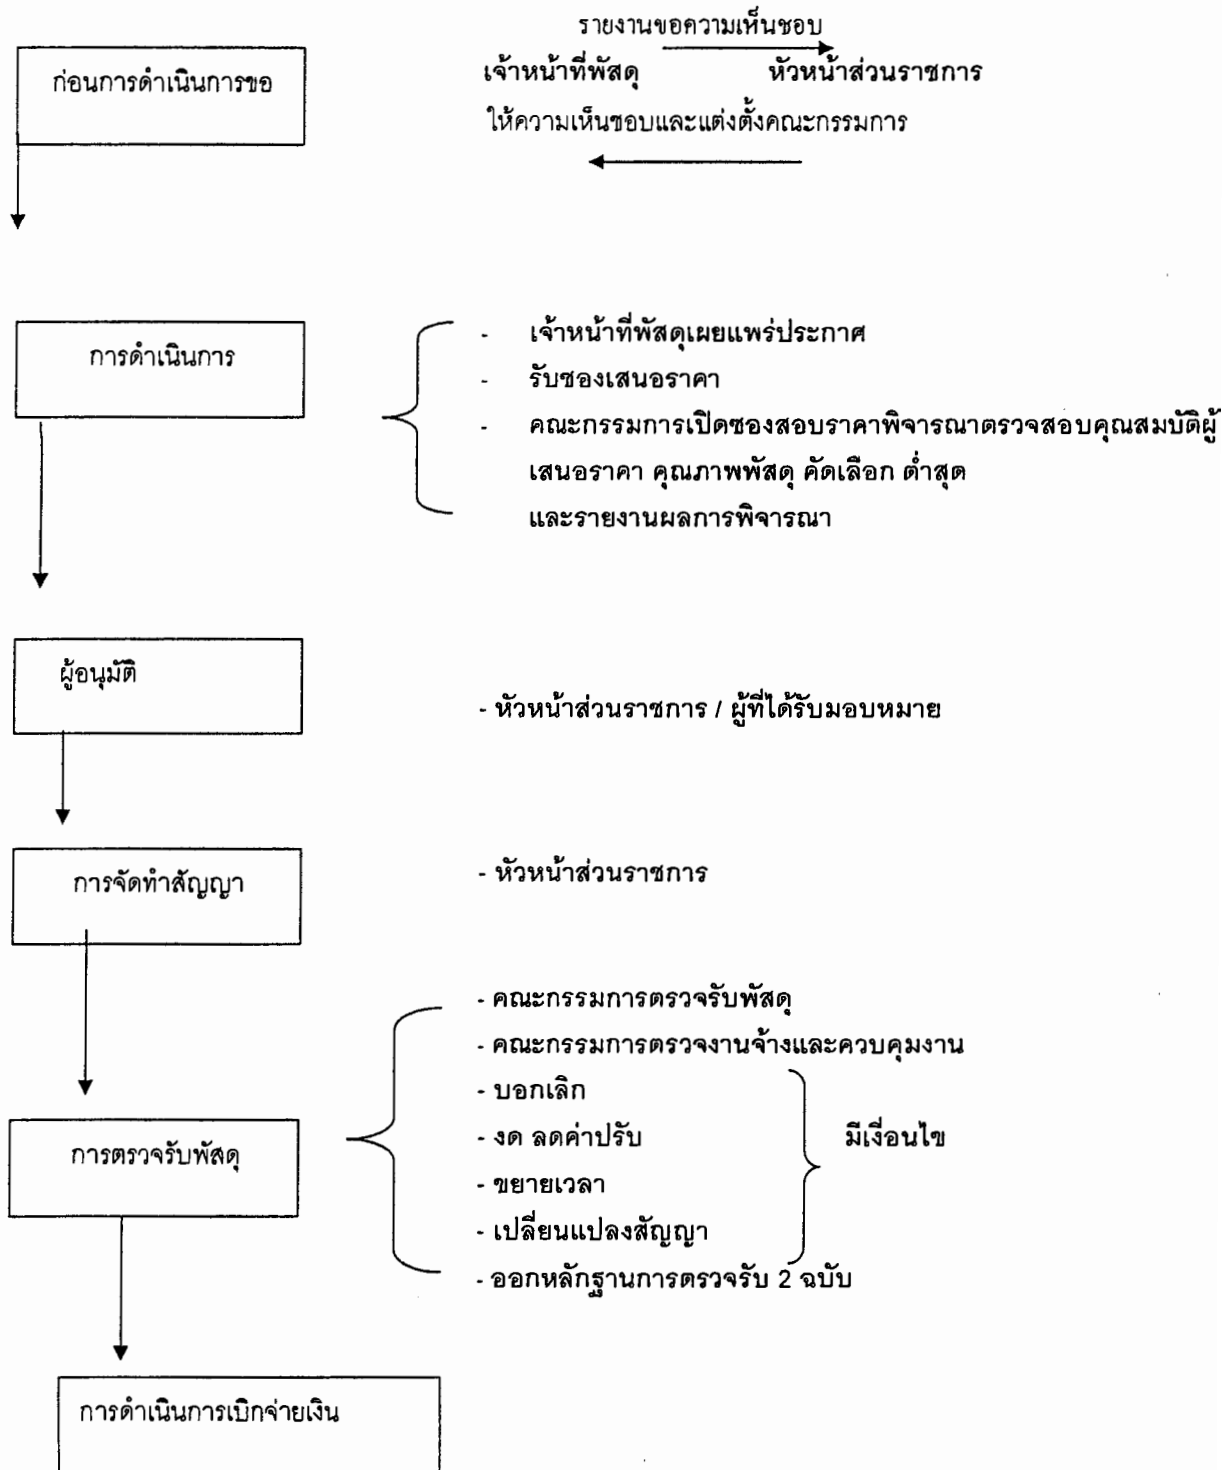 รายงานขอความเห็นชอบ
ก่อนการดำเนินการขอ
เจ้าหน้าที่พัสดุ หัวหน้าส่วนราชการ
ให้ความเห็นชอบและแต่งตั้งคณะกรรมการ
การดำเนินการ
- เจ้าหน้าที่พัสดุเผยแพร่ประกาศ
- รับซองเสนอราคา
- คณะกรรมการเปิดซองสอบราคาพิจารณาตรวจสอบคุณสมบัติผู้
เสนอราคา คุณภาพพัสดุ คัดเลือก ต่ำสุด
และรายงานผลการพิจารณา
ผู้อนุมัติ
- หัวหน้าส่วนราชการ / ผู้ที่ได้รับมอบหมาย
การจัดทำสัญญา
- หัวหน้าส่วนราชการ
- คณะกรรมการตรวจรับพัสดุ
- คณะกรรมการตรวจงานจ้างและควบคุมงาน
- บอกเลิก
- งด ลดค่าปรับ
มีเงื่อนไข
การตรวจรับพัสดุ
- ขยายเวลา
- เปลี่ยนแปลงสัญญา
- ออกหลักฐานการตรวจรับ 2 ฉบับ
การดำเนินการเบิกจ่ายเงิน